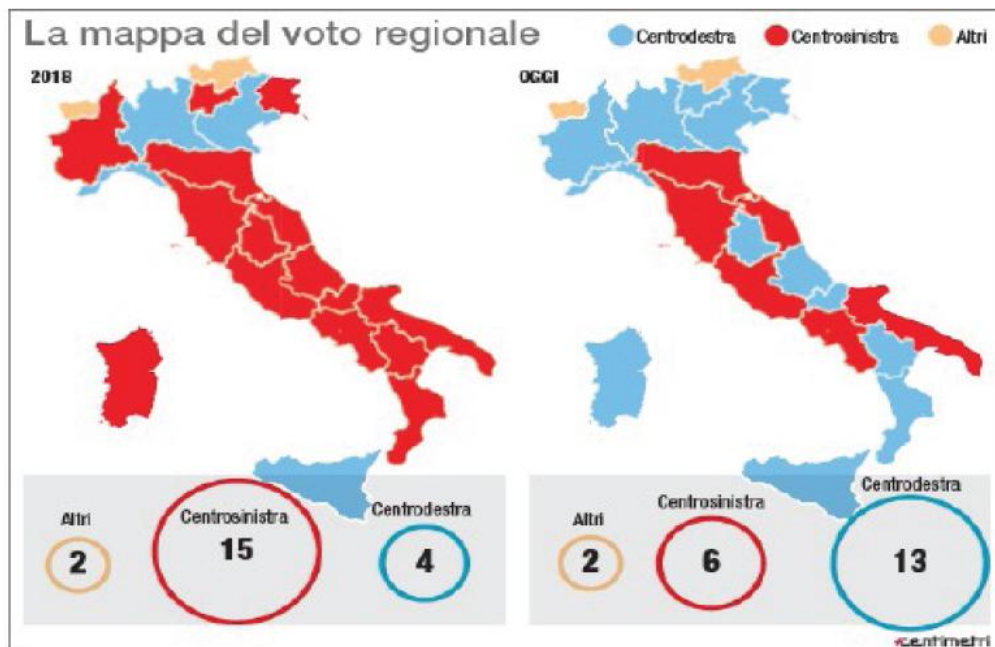 La mappa del voto regionale
Centrodestra Centrosinistra Altri
2018
OGGI
Altri
2
Centrosinistra
15
Centrodestra
4
Altri
2
Centrosinistra
6
Centrodestra
13
centimetri